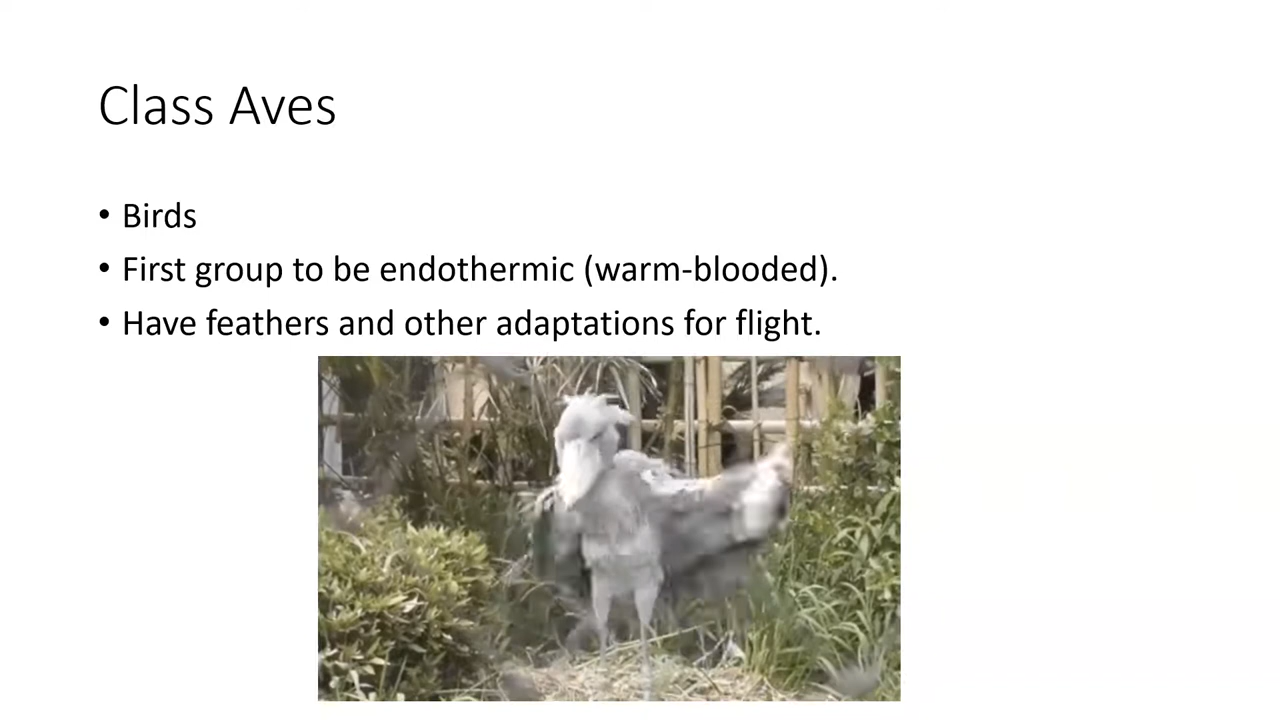 Class Aves
• Birds
• First group to be endothermic (warm-blooded).
• Have feathers and other adaptations for flight.